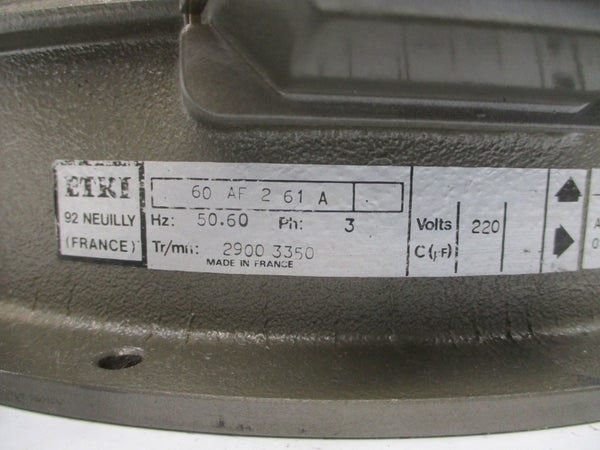 ETRI
60 AF 2 61 A
92 NEUILLY
(FRANCE)
Hz: 50.60 Ph: 3
Tr/mn: 2900 3350
MADE IN FRANCE
Volts 220
C(µF)
A
0